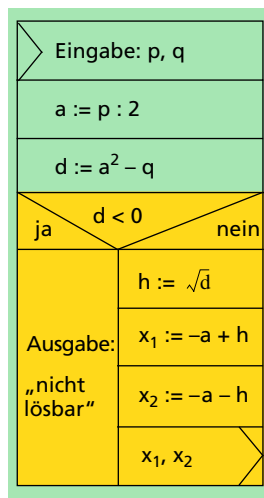 Eingabe: p, q
a := p : 2
d := a² – q
d < 0
ja
nein
Ausgabe:
„nicht
lösbar“
h := √d
x₁ := –a + h
x₂ := –a – h
x₁, x₂